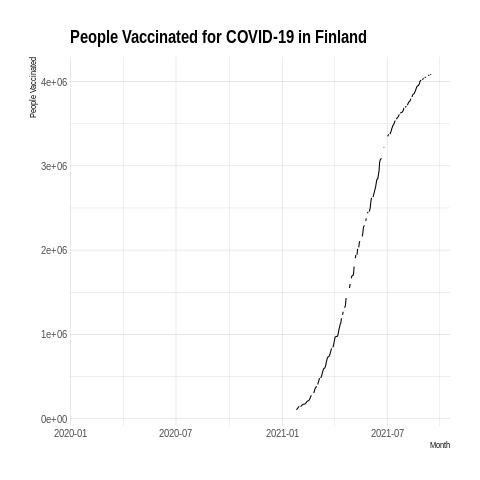 People Vaccinated for COVID-19 in Finland
People Vaccinated
4e+06
3e+06
2e+06
1e+06
0e+00
2020-01 2020-07 2021-01 2021-07
Month